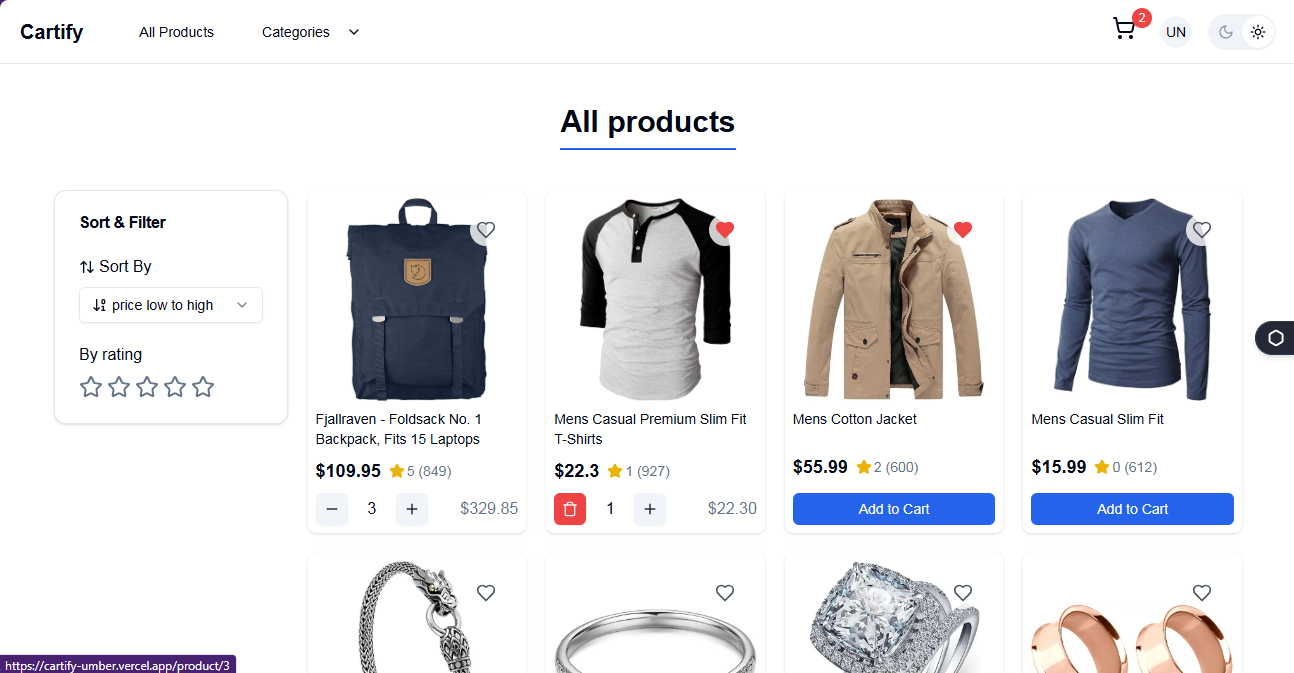 Cartify
All Products
Categories
2
UN
All products
Sort & Filter
Sort By
price low to high
By rating
Fjallraven - Foldsack No. 1
Backpack, Fits 15 Laptops
$109.95 5 (849)
3 $329.85
Mens Casual Premium Slim Fit
T-Shirts
$22.3 1 (927)
1 $22.30
Mens Cotton Jacket
$55.99 2 (600)
Add to Cart
Mens Casual Slim Fit
$15.99 0 (612)
Add to Cart
https://cartify-umber.vercel.app/product/3